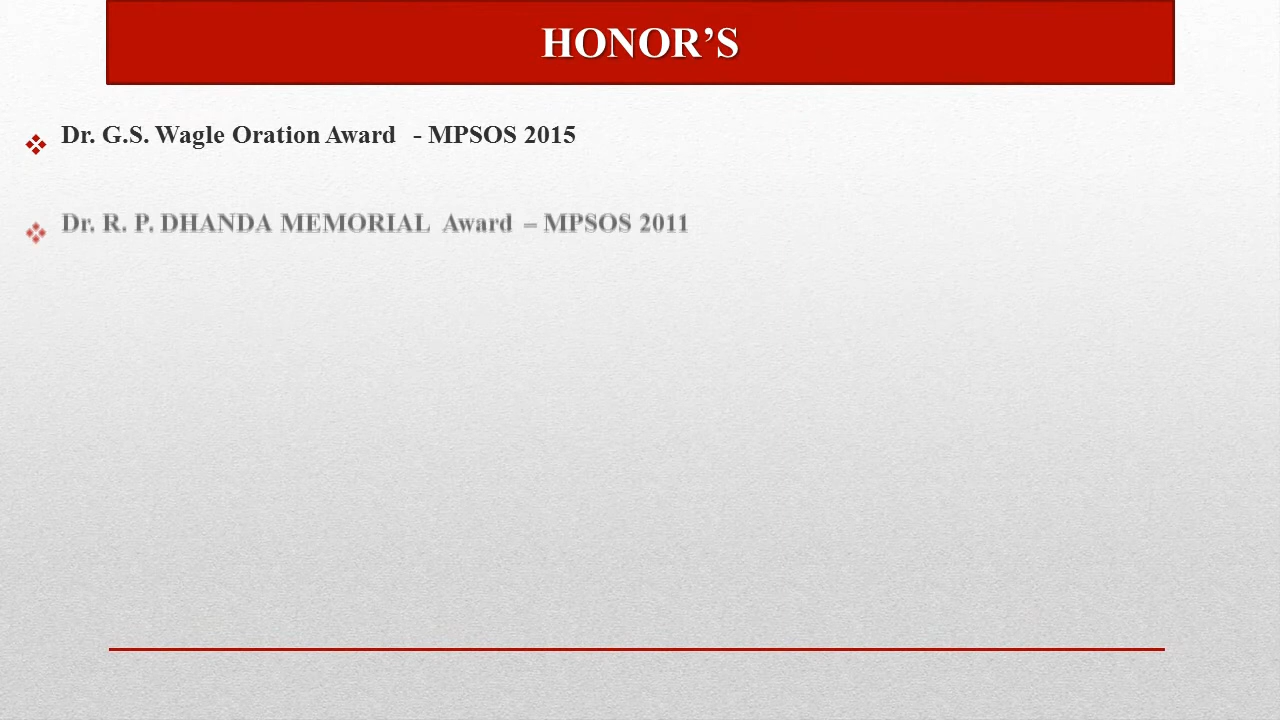 HONOR’S
Dr. G.S. Wagle Oration Award - MPSOS 2015
Dr. R. P. DHANDA MEMORIAL Award – MPSOS 2011